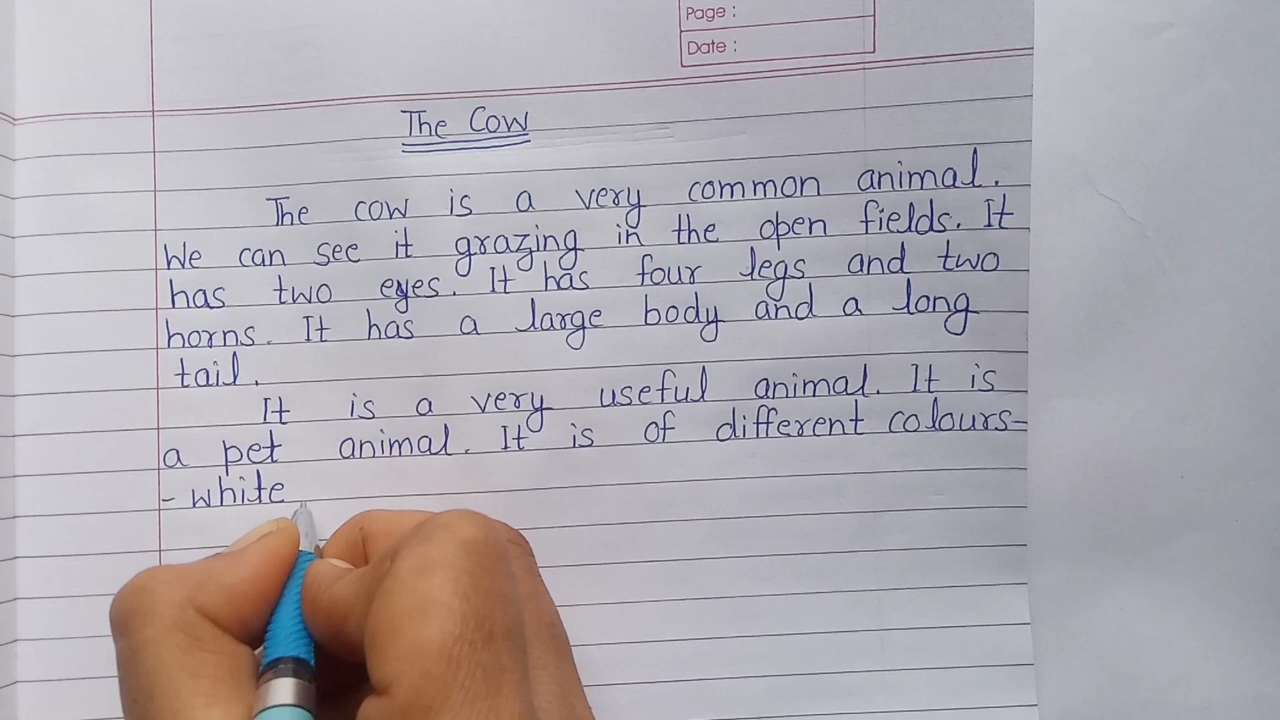 Page :
Date :
The Cow
The cow is a very common animal.
We can see it grazing in the open fields. It
has two eyes. It has four legs and two
horns. It has a large body and a long
tail.
It is a very useful animal. It is
a pet animal. It is of different colours-
- white